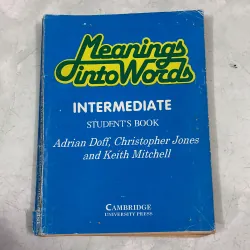 Meanings
into Words
INTERMEDIATE
STUDENT'S BOOK
Adrian Doff, Christopher Jones
and Keith Mitchell
CAMBRIDGE
UNIVERSITY PRESS